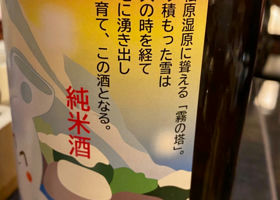 原湿原に聳える「霧の塔」。
積もった雪は
の時を経て
に湧き出し
育て、この酒となる。
純米酒